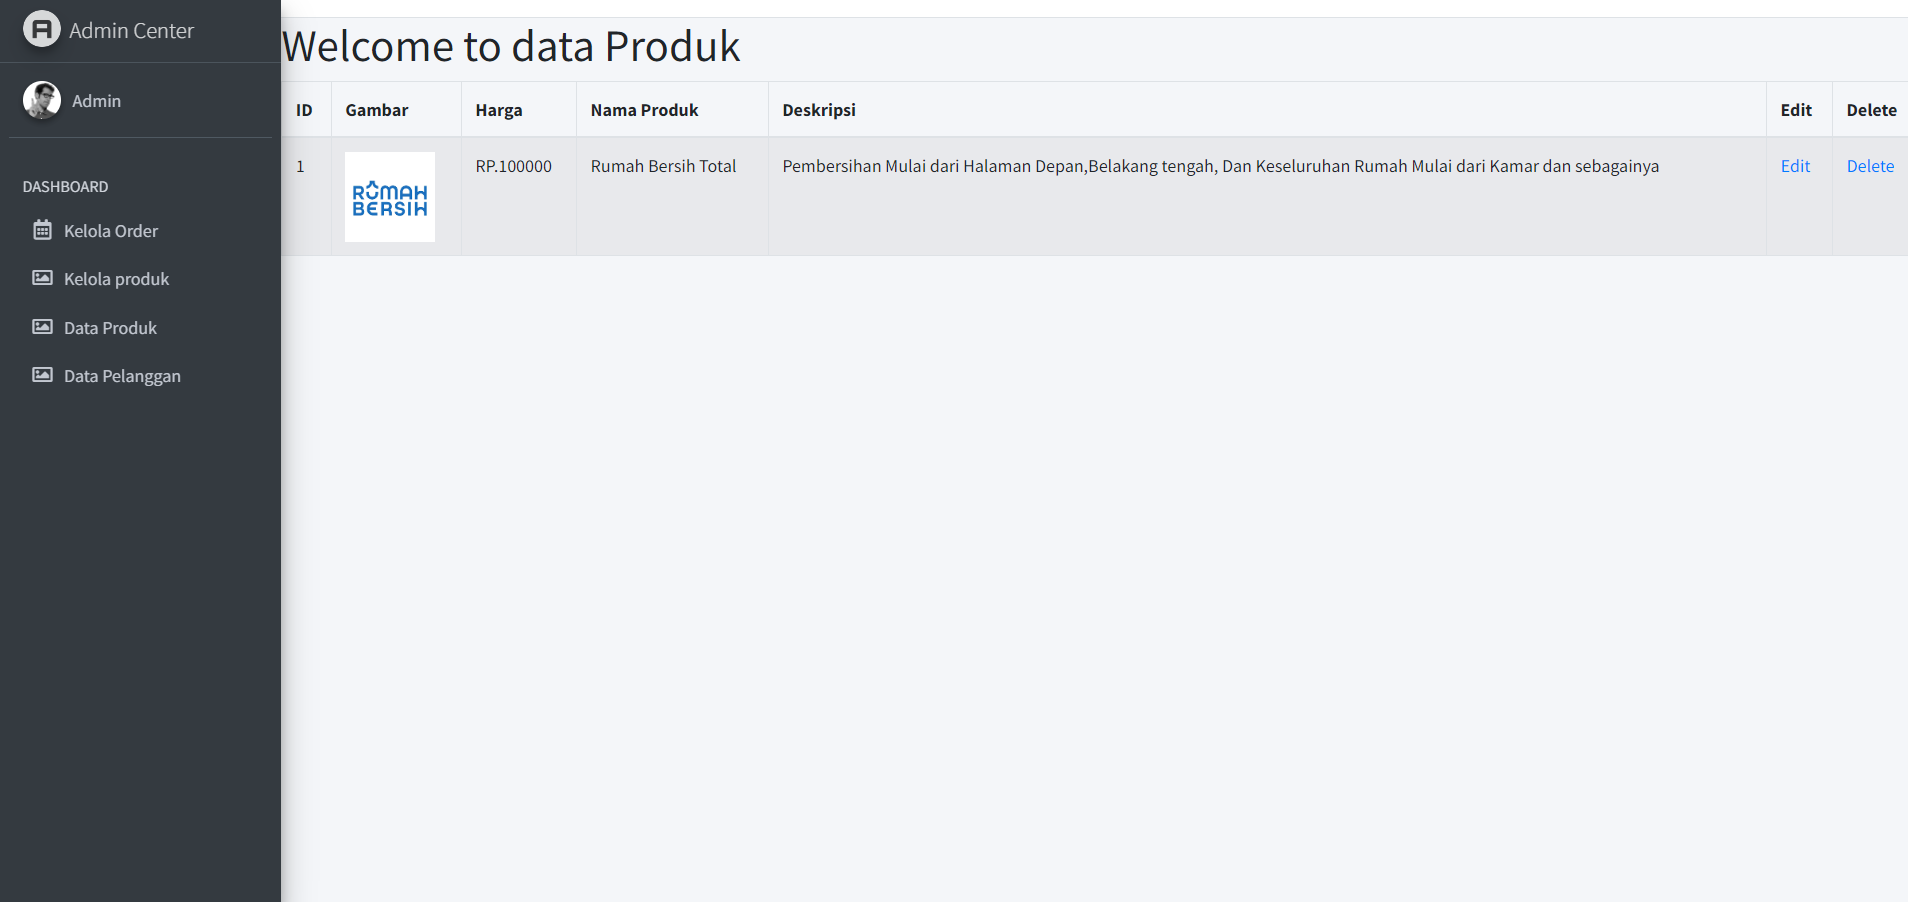 Admin Center
Admin
DASHBOARD
Kelola Order
Kelola produk
Data Produk
Data Pelanggan
Welcome to data Produk
ID Gambar Harga Nama Produk Deskripsi Edit Delete
1 RUMAH BERSIH RP.100000 Rumah Bersih Total Pembersihan Mulai dari Halaman Depan,Belakang tengah, Dan Keseluruhan Rumah Mulai dari Kamar dan sebagainya Edit Delete